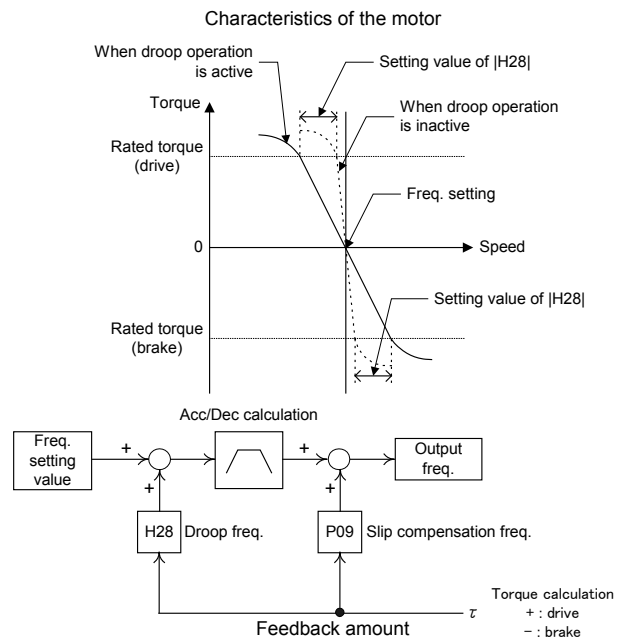 Characteristics of the motor
When droop operation
is active
Setting value of |H28|
Torque
When droop operation
is inactive
Rated torque
(drive)
Freq. setting
0
Speed
Setting value of |H28|
Rated torque
(brake)
Acc/Dec calculation
Freq.
setting
value
+
+
Output
freq.
+
+
H28
Droop freq.
P09
Slip compensation freq.
Torque calculation
τ
+ : drive
− : brake
Feedback amount